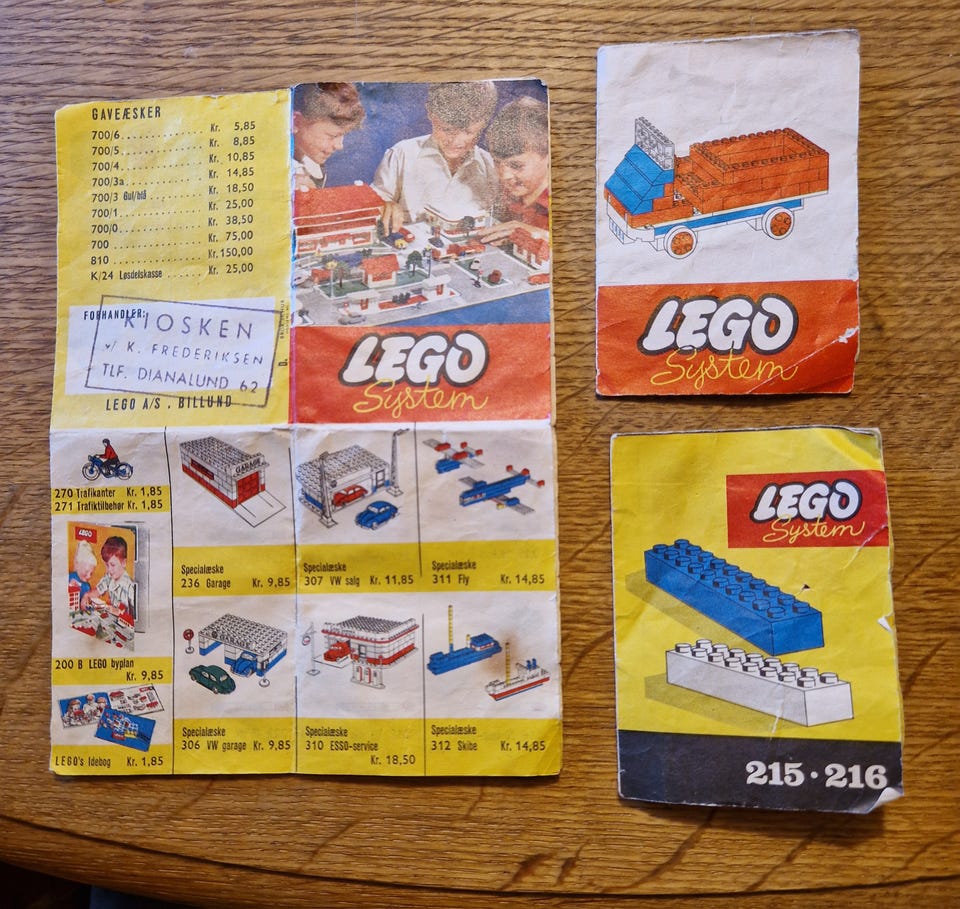 GAVEÆSKER
700/6 Kr. 5,85
700/5 Kr. 8,85
700/4 Kr. 10,85
700/3a Kr. 14,85
700/3 Gul/blå Kr. 18,50
700/1 Kr. 25,00
700/0 Kr. 38,50
700 Kr. 75,00
810 Kr. 150,00
K/24 Løsdelskasse Kr. 25,00
FORHANDLER:
KIOSKEN
v/ K. FREDERIKSEN
TLF. DIANALUND 62
LEGO A/S . BILLUND
D.
LEGO
System
270 Trafikanter Kr. 1,85
271 Trafiktilbehør Kr. 1,85
GARAGE
Specialæske
236 Garage Kr. 9,85
Specialæske
307 VW salg Kr. 11,85
Specialæske
311 Fly Kr. 14,85
LEGO
200 B LEGO byplan
Kr. 9,85
LEGO's Idebog Kr. 1,85
GARAGE
Specialæske
306 VW garage Kr. 9,85
Specialæske
310 ESSO-service
Kr. 18,50
Specialæske
312 Skibe Kr. 14,85
LEGO
System
LEGO
System
215 · 216